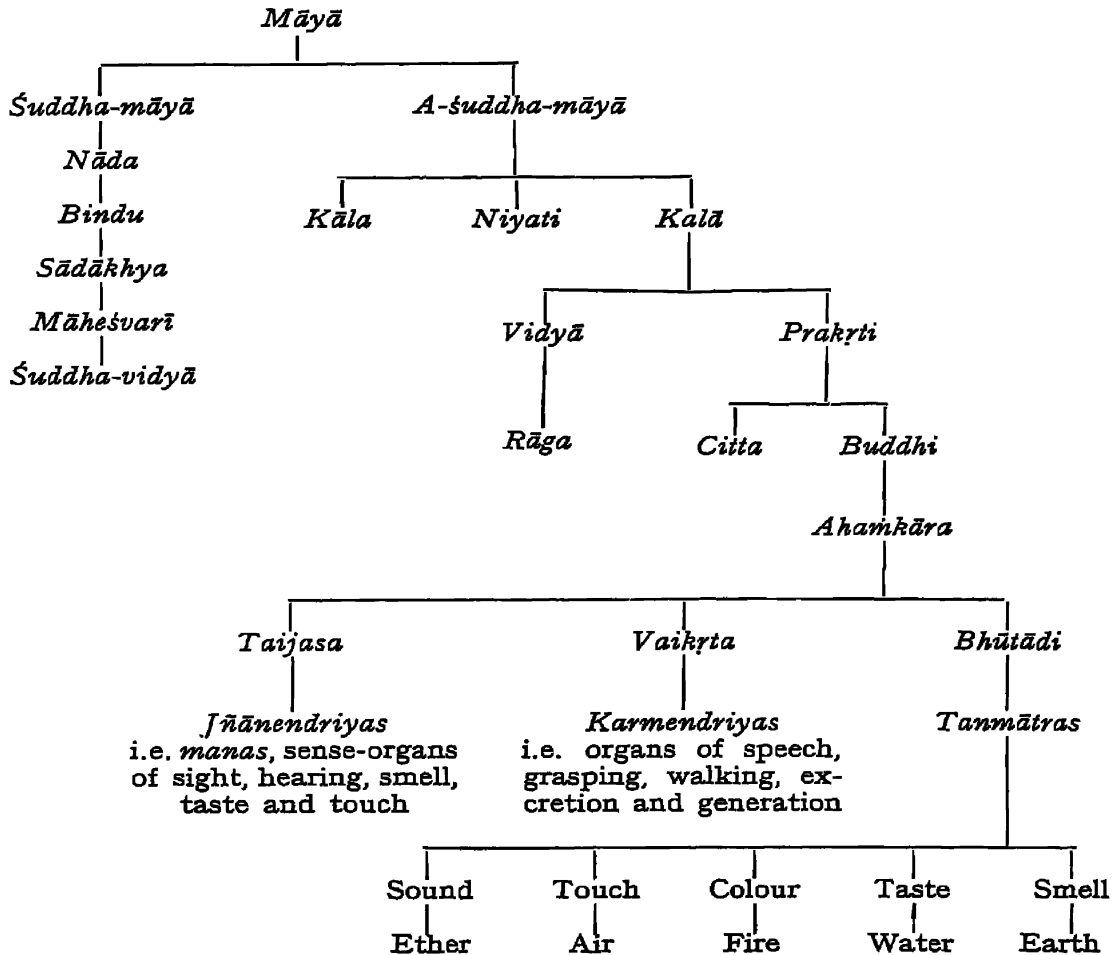 Māyā
Śuddha-māyā A-śuddha-māyā
Nāda
Bindu Kāla Niyati Kalā
Sādākhya
Māheśvarī Vidyā Prakṛti
Śuddha-vidyā
Rāga Citta Buddhi
Ahaṁkāra
Taijasa Vaikṛta Bhūtādi
Jñānendriyas Karmendriyas Tanmātras
i.e. manas, sense-organs i.e. organs of speech,
of sight, hearing, smell, grasping, walking, ex-
taste and touch cretion and generation
Sound Touch Colour Taste Smell
Ether Air Fire Water Earth